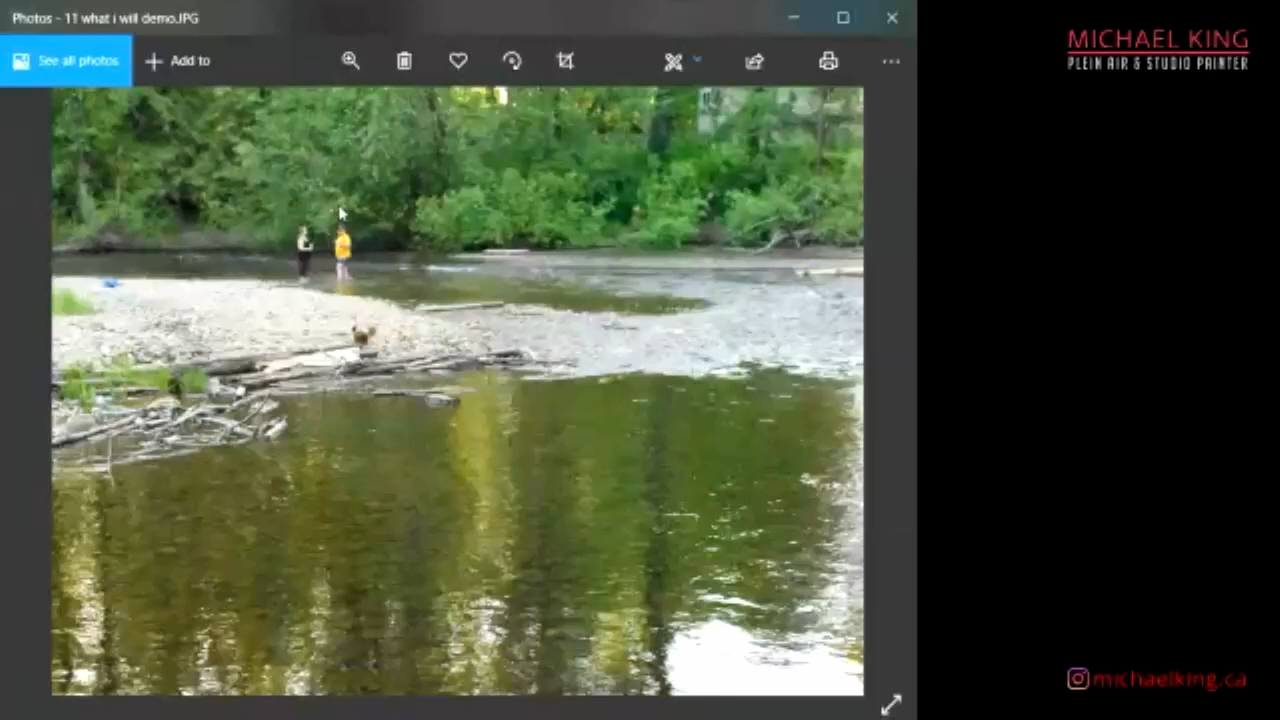 Photos - 11 what i will demo.JPG
See all photos
Add to
MICHAEL KING
PLEIN AIR & STUDIO PAINTER
michaelking.ca